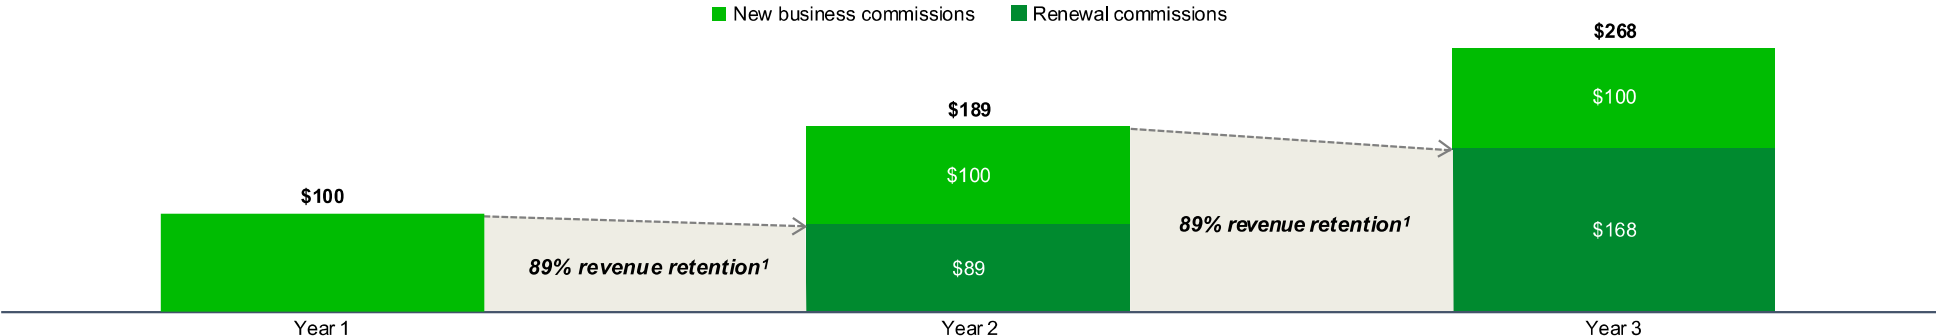 New business commissions
Renewal commissions
$268
$100
$189
$100
$100
89% revenue retention¹
$168
89% revenue retention¹
$89
Year 1
Year 2
Year 3